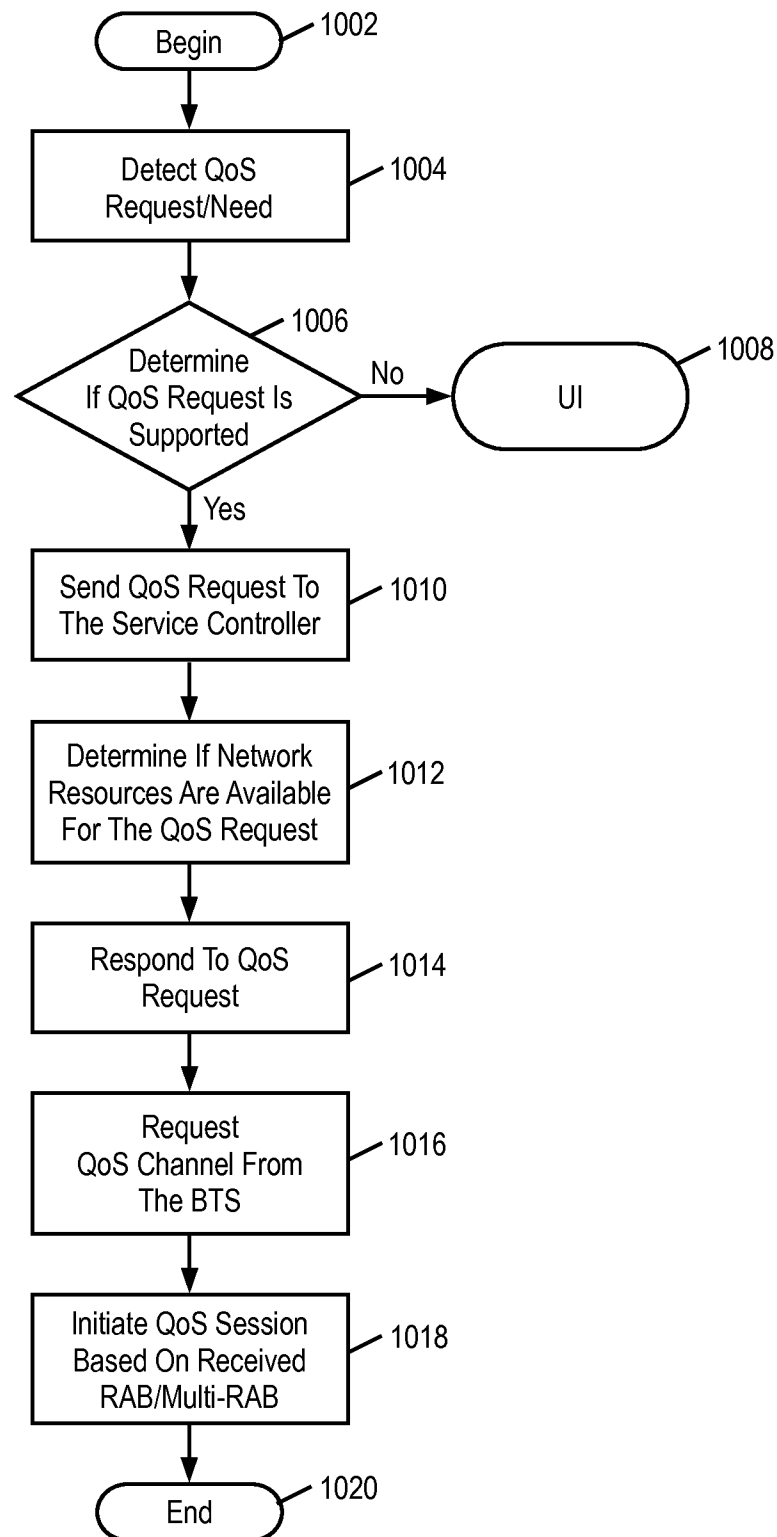 Begin
1002
Detect QoS
Request/Need
1004
1006
Determine
If QoS Request Is
Supported
No
UI
1008
Yes
Send QoS Request To
The Service Controller
1010
Determine If Network
Resources Are Available
For The QoS Request
1012
Respond To QoS
Request
1014
Request
QoS Channel From
The BTS
1016
Initiate QoS Session
Based On Received
RAB/Multi-RAB
1018
End
1020